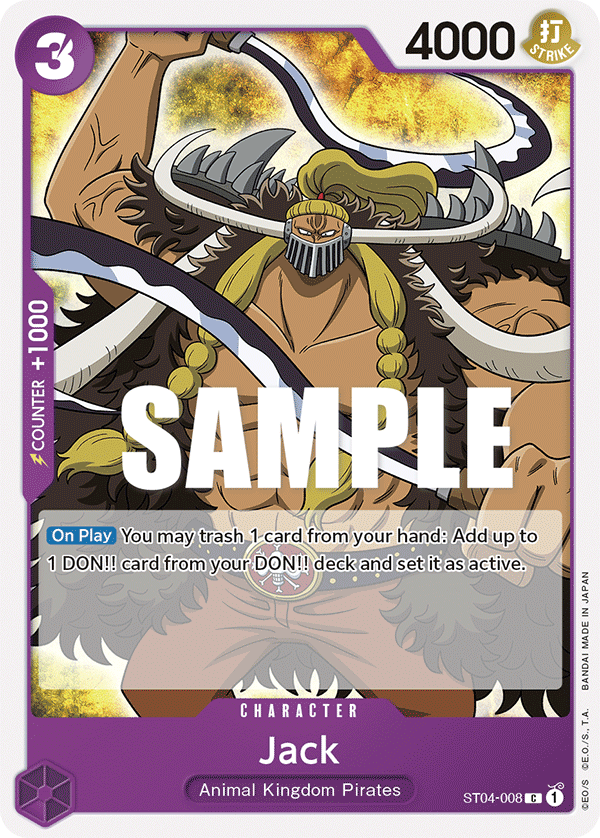 3
4000
打
STRIKE
COUNTER +1000
SAMPLE
On Play You may trash 1 card from your hand: Add up to
1 DON!! card from your DON!! deck and set it as active.
CHARACTER
Jack
Animal Kingdom Pirates
ST04-008 C 1
©EO/S ©E.O./S., T.A. BANDAI MADE IN JAPAN